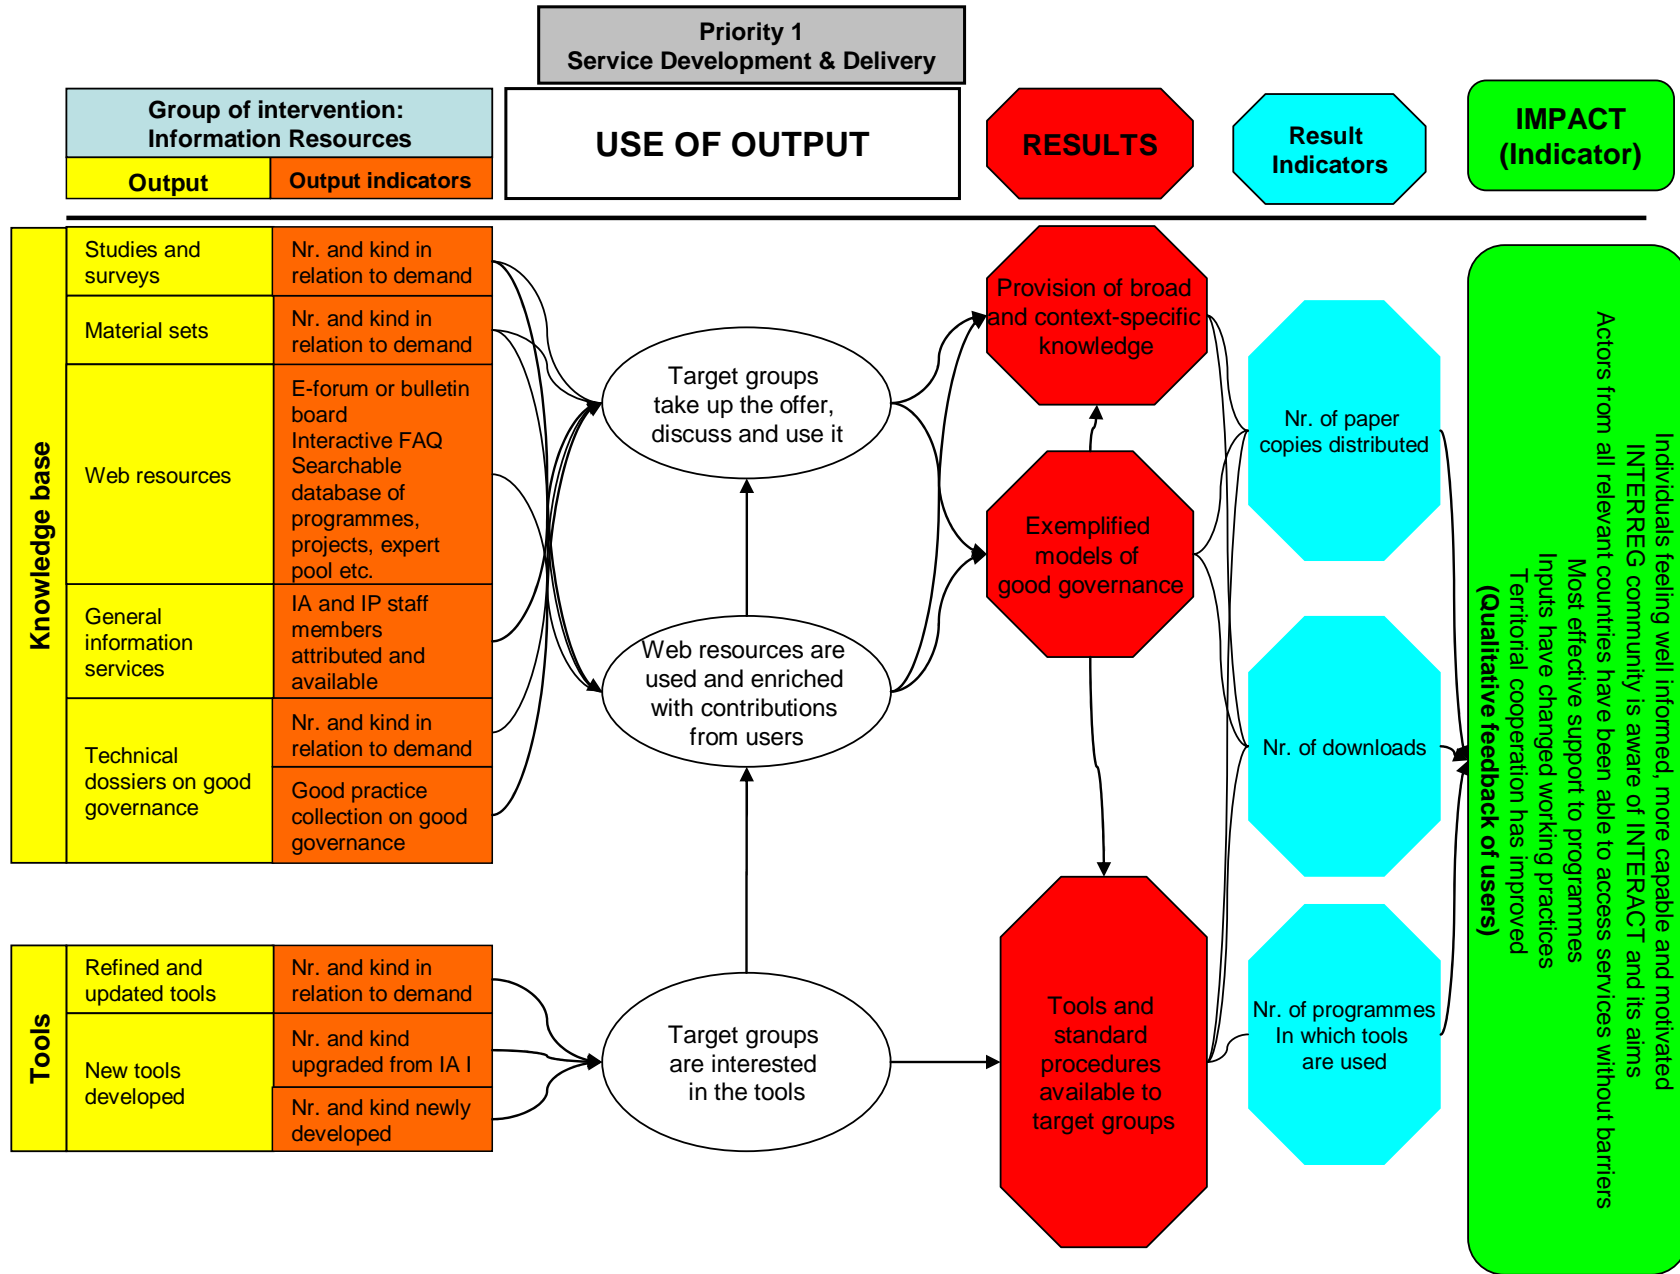 Priority 1
Service Development & Delivery
Group of intervention:
Information Resources
Output
Output indicators
USE OF OUTPUT
RESULTS
Result
Indicators
IMPACT
(Indicator)
Knowledge base
Studies and
surveys
Nr. and kind in
relation to demand
Material sets
Nr. and kind in
relation to demand
Web resources
E-forum or bulletin
board
Interactive FAQ
Searchable
database of
programmes,
projects, expert
pool etc.
General
information
services
IA and IP staff
members
attributed and
available
Technical
dossiers on good
governance
Nr. and kind in
relation to demand
Good practice
collection on good
governance
Tools
Refined and
updated tools
Nr. and kind in
relation to demand
New tools
developed
Nr. and kind
upgraded from IA I
Nr. and kind newly
developed
Target groups
take up the offer,
discuss and use it
Web resources are
used and enriched
with contributions
from users
Target groups
are interested
in the tools
Provision of broad
and context-specific
knowledge
Exemplified
models of
good governance
Tools and
standard
procedures
available to
target groups
Nr. of paper
copies distributed
Nr. of downloads
Nr. of programmes
In which tools
are used
Individuals feeling well informed, more capable and motivated
INTERREG community is aware of INTERACT and its aims
Actors from all relevant countries have been able to access services without barriers
Most effective support to programmes
Inputs have changed working practices
Territorial cooperation has improved
(Qualitative feedback of users)